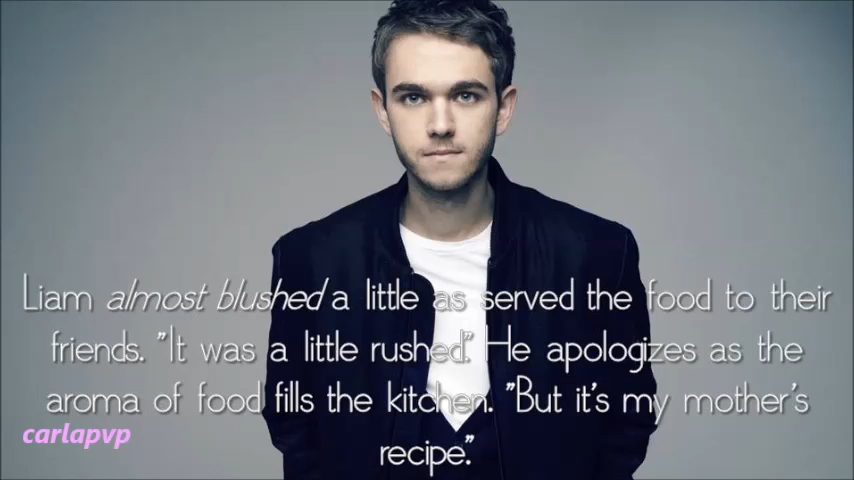 Liam almost blushed a little as served the food to their
friends. "It was a little rushed." He apologizes as the
aroma of food fills the kitchen. "But it's my mother's
recipe."
carlapvp